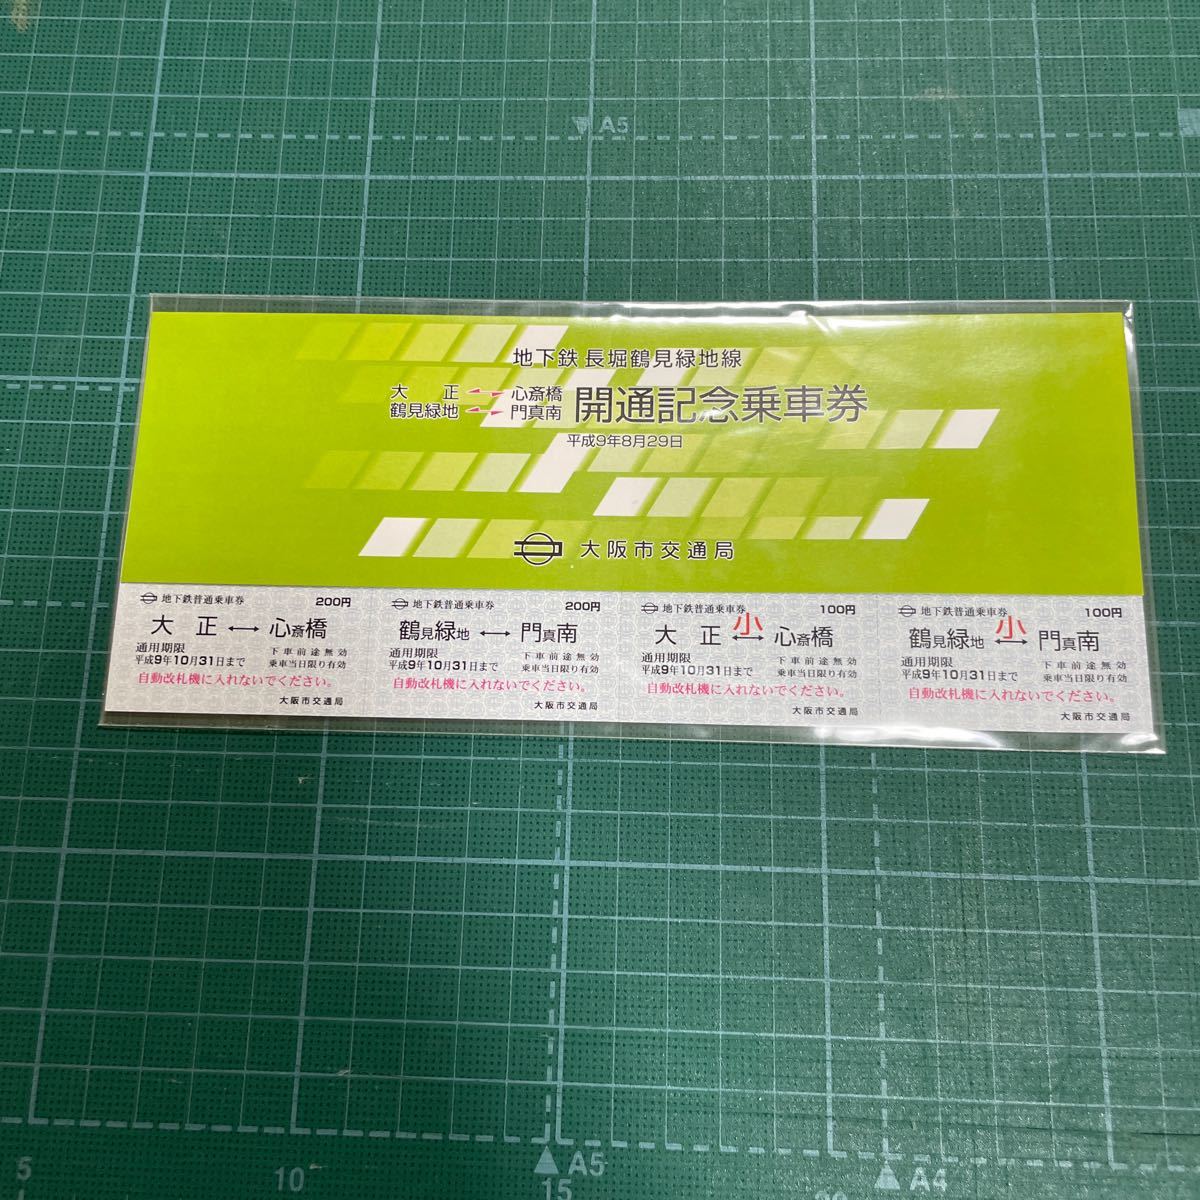 A5
地下鉄 長堀鶴見緑地線
大正 心斎橋
鶴見緑地 門真南
開通記念乗車券
平成9年8月29日
大阪市交通局
地下鉄普通乗車券 200円
大正 ↔ 心斎橋
通用期限
平成9年10月31日まで
下車前途無効
乗車当日限り有効
自動改札機に入れないでください。
大阪市交通局
地下鉄普通乗車券 200円
鶴見緑地 ↔ 門真南
通用期限
平成9年10月31日まで
下車前途無効
乗車当日限り有効
自動改札機に入れないでください。
大阪市交通局
地下鉄普通乗車券 100円
小
大正 ↔ 心斎橋
通用期限
平成9年10月31日まで
下車前途無効
乗車当日限り有効
自動改札機に入れないでください。
大阪市交通局
地下鉄普通乗車券 100円
小
鶴見緑地 ↔ 門真南
通用期限
平成9年10月31日まで
下車前途無効
乗車当日限り有効
自動改札機に入れないでください。
大阪市交通局
5 10 15 20
A5 A4